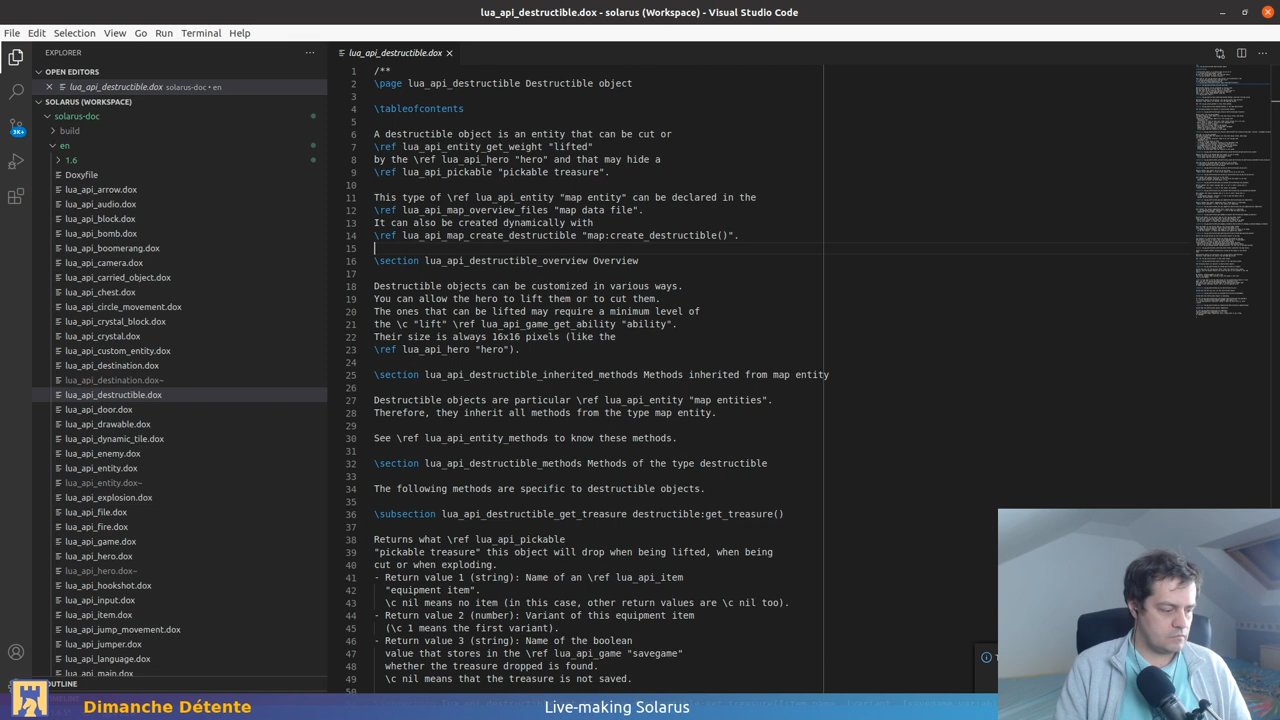 lua_api_destructible.dox - solarus (Workspace) - Visual Studio Code
File Edit Selection View Go Run Terminal Help
EXPLORER
OPEN EDITORS
lua_api_destructible.dox solarus-doc • en
SOLARUS (WORKSPACE)
solarus-doc
build
en
1.6
Doxyfile
lua_api_arrow.dox
lua_api_audio.dox
lua_api_block.dox
lua_api_bomb.dox
lua_api_boomerang.dox
lua_api_camera.dox
lua_api_carried_object.dox
lua_api_chest.dox
lua_api_circle_movement.dox
lua_api_crystal_block.dox
lua_api_crystal.dox
lua_api_custom_entity.dox
lua_api_destination.dox
lua_api_destination.dox~
lua_api_destructible.dox
lua_api_door.dox
lua_api_drawable.dox
lua_api_dynamic_tile.dox
lua_api_enemy.dox
lua_api_entity.dox
lua_api_entity.dox~
lua_api_explosion.dox
lua_api_file.dox
lua_api_fire.dox
lua_api_game.dox
lua_api_hero.dox
lua_api_hero.dox~
lua_api_hookshot.dox
lua_api_input.dox
lua_api_item.dox
lua_api_jump_movement.dox
lua_api_jumper.dox
lua_api_language.dox
lua_api_main.dox
OUTLINE
3K+
lua_api_destructible.dox
1 /**
2 \page lua_api_destructible Destructible object
3
4 \tableofcontents
5
6 A destructible object is an entity that can be cut or
7 \ref lua_api_entity_get_weight "lifted"
8 by the \ref lua_api_hero "hero" and that may hide a
9 \ref lua_api_pickable "pickable treasure".
10
11 This type of \ref lua_api_entity "map entity" can be declared in the
12 \ref lua_api_map_overview_dat "map data file".
13 It can also be created dynamically with
14 \ref lua_api_map_create_destructible "map:create_destructible()".
15
16 \section lua_api_destructible_overview Overview
17
18 Destructible objects can be customized in various ways.
19 You can allow the hero to lift them or to cut them.
20 The ones that can be lifted may require a minimum level of
21 the \c "lift" \ref lua_api_game_get_ability "ability".
22 Their size is always 16x16 pixels (like the
23 \ref lua_api_hero "hero").
24
25 \section lua_api_destructible_inherited_methods Methods inherited from map entity
26
27 Destructible objects are particular \ref lua_api_entity "map entities".
28 Therefore, they inherit all methods from the type map entity.
29
30 See \ref lua_api_entity_methods to know these methods.
31
32 \section lua_api_destructible_methods Methods of the type destructible
33
34 The following methods are specific to destructible objects.
35
36 \subsection lua_api_destructible_get_treasure destructible:get_treasure()
37
38 Returns what \ref lua_api_pickable
39 "pickable treasure" this object will drop when being lifted, when being
40 cut or when exploding.
41 - Return value 1 (string): Name of an \ref lua_api_item
42 "equipment item".
43 \c nil means no item (in this case, other return values are \c nil too).
44 - Return value 2 (number): Variant of this equipment item
45 (\c 1 means the first variant).
46 - Return value 3 (string): Name of the boolean
47 value that stores in the \ref lua_api_game "savegame"
48 whether the treasure dropped is found.
49 \c nil means that the treasure is not saved.
50
Dimanche Détente
Live-making Solarus